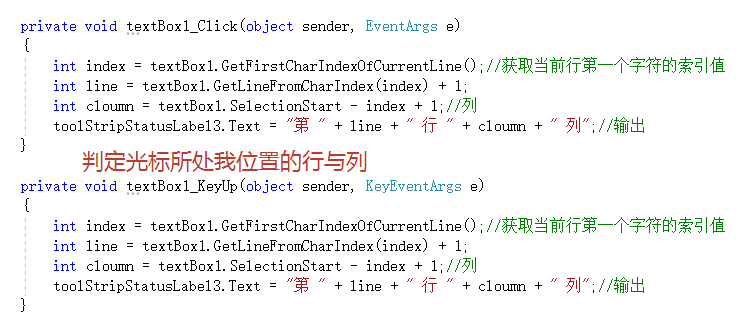 private void textBox1_Click(object sender, EventArgs e)
{
int index = textBox1.GetFirstCharIndexOfCurrentLine();//获取当前行第一个字符的索引值
int line = textBox1.GetLineFromCharIndex(index) + 1;
int cloumn = textBox1.SelectionStart - index + 1;//列
toolStripStatusLabel3.Text = "第 " + line + " 行 " + cloumn + " 列";//输出
}
判定光标所处我位置的行与列
private void textBox1_KeyUp(object sender, KeyEventArgs e)
{
int index = textBox1.GetFirstCharIndexOfCurrentLine();//获取当前行第一个字符的索引值
int line = textBox1.GetLineFromCharIndex(index) + 1;
int cloumn = textBox1.SelectionStart - index + 1;//列
toolStripStatusLabel3.Text = "第 " + line + " 行 " + cloumn + " 列";//输出
}